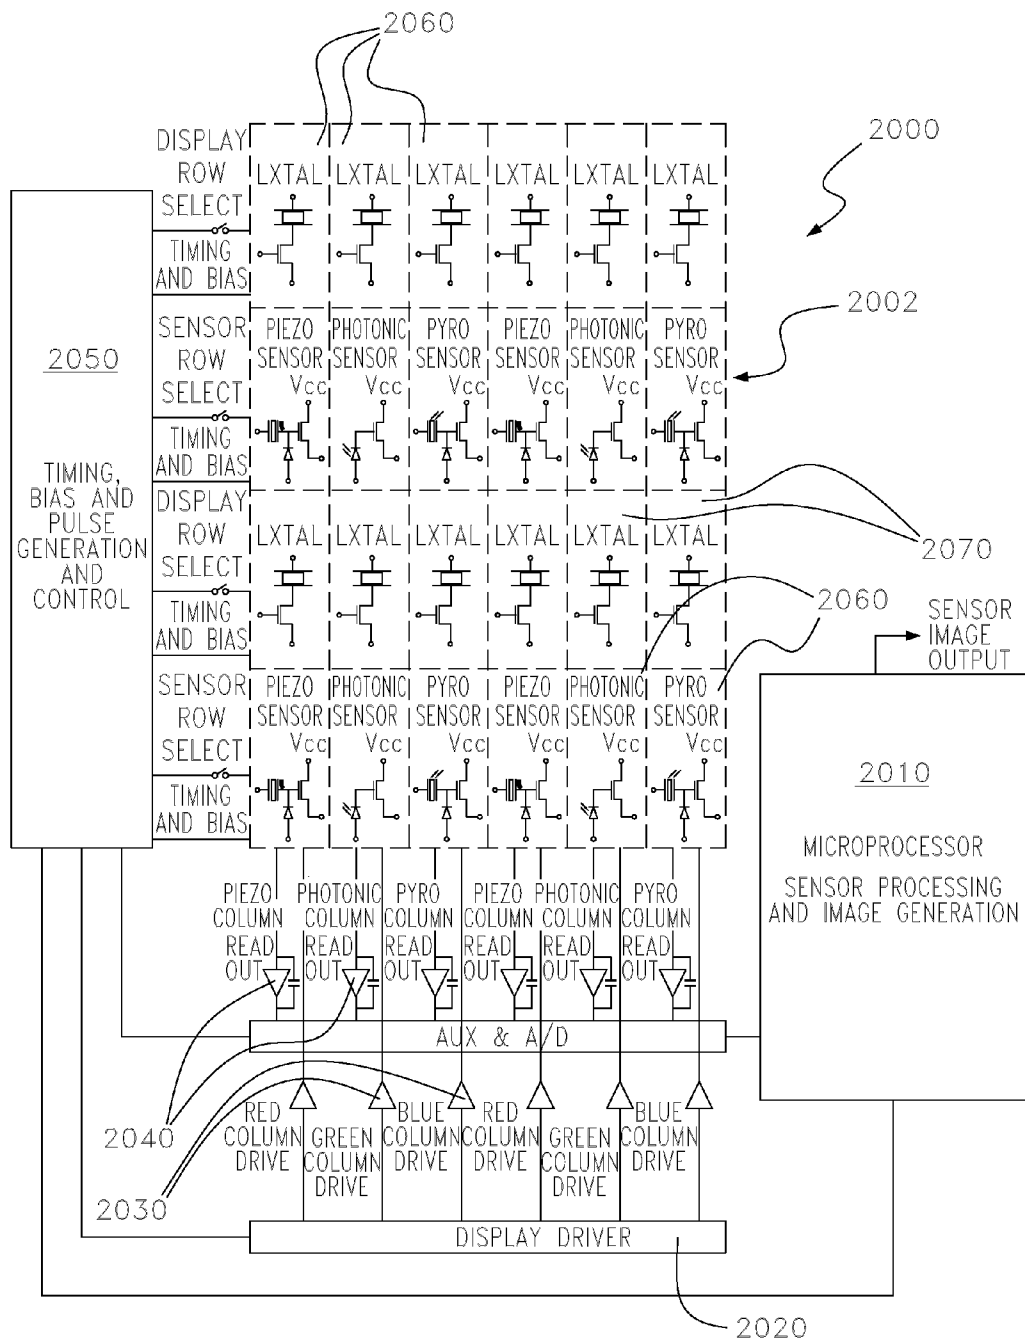 2060
2000
DISPLAY
ROW
SELECT
LXTAL LXTAL LXTAL LXTAL LXTAL LXTAL
TIMING
AND BIAS
2002
SENSOR
ROW
SELECT
PIEZO SENSOR PHOTONIC SENSOR PYRO SENSOR PIEZO SENSOR PHOTONIC SENSOR PYRO SENSOR
Vcc Vcc Vcc Vcc Vcc Vcc
TIMING
AND BIAS
2050
TIMING,
BIAS AND
PULSE
GENERATION
AND
CONTROL
DISPLAY
ROW
SELECT
LXTAL LXTAL LXTAL LXTAL LXTAL LXTAL
TIMING
AND BIAS
2070
2060
SENSOR
IMAGE
OUTPUT
SENSOR
ROW
SELECT
PIEZO SENSOR PHOTONIC SENSOR PYRO SENSOR PIEZO SENSOR PHOTONIC SENSOR PYRO SENSOR
Vcc Vcc Vcc Vcc Vcc Vcc
TIMING
AND BIAS
2010
MICROPROCESSOR
SENSOR PROCESSING
AND IMAGE GENERATION
PIEZO PHOTONIC PYRO PIEZO PHOTONIC PYRO
COLUMN COLUMN COLUMN COLUMN COLUMN COLUMN
READ READ READ READ READ READ
OUT OUT OUT OUT OUT OUT
AUX & A/D
2040
RED
COLUMN
DRIVE
GREEN
COLUMN
DRIVE
BLUE
COLUMN
DRIVE
RED
COLUMN
DRIVE
GREEN
COLUMN
DRIVE
BLUE
COLUMN
DRIVE
2030
DISPLAY DRIVER
2020